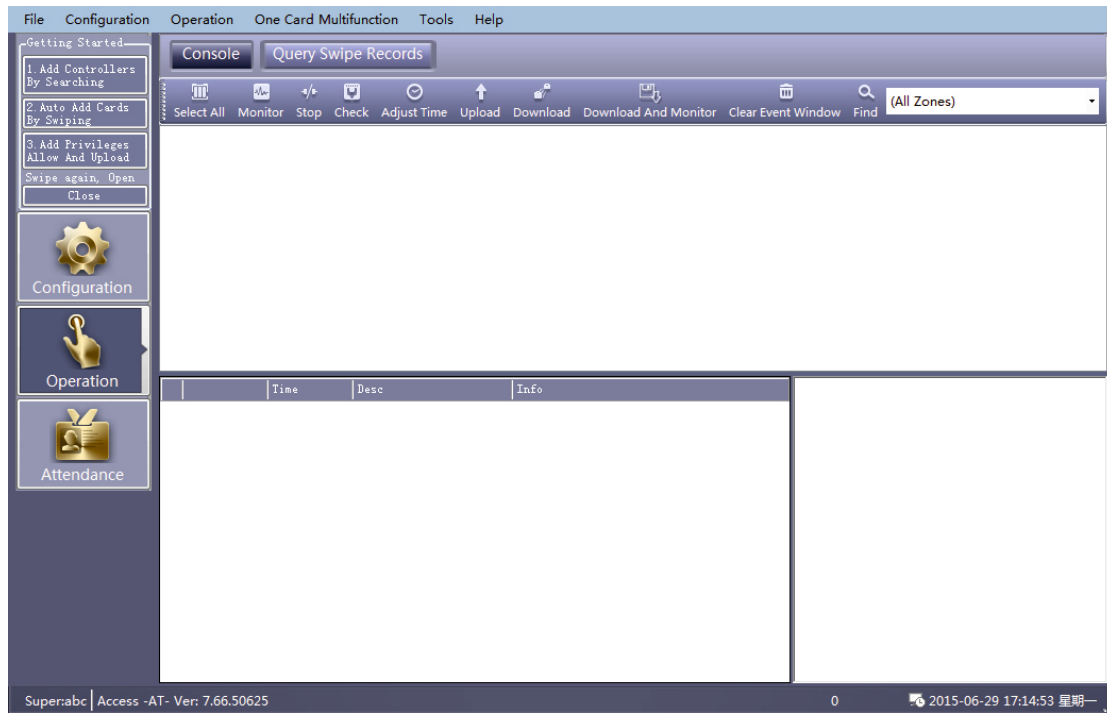 File Configuration Operation One Card Multifunction Tools Help
Getting Started
1. Add Controllers
By Searching
2. Auto Add Cards
By Swiping
3. Add Privileges
Allow And Upload
Swipe again, Open
Close
Configuration
Operation
Attendance
Console Query Swipe Records
Select All Monitor Stop Check Adjust Time Upload Download Download And Monitor Clear Event Window Find (All Zones)
Time Desc Info
Super:abc Access -AT- Ver: 7.66.50625 0 2015-06-29 17:14:53 星期一